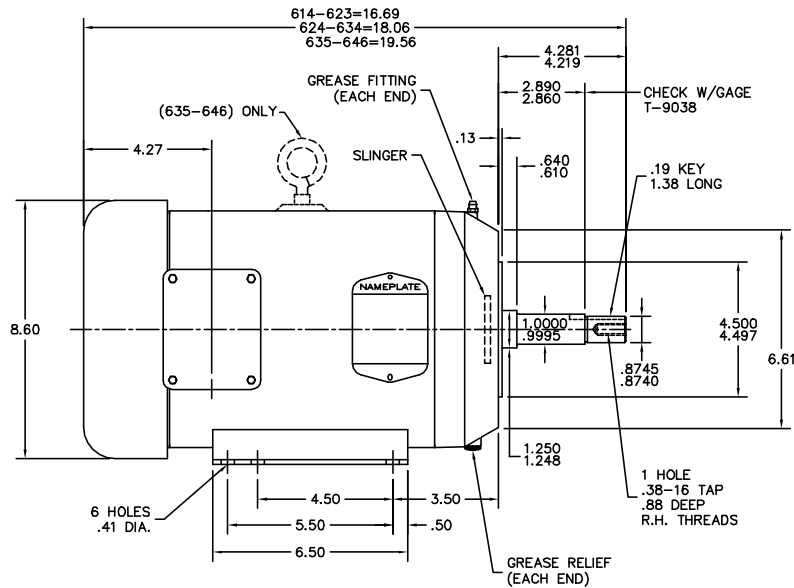 614-623=16.69
624-634=18.06
635-646=19.56
4.281
4.219
GREASE FITTING
(EACH END)
2.890
2.860
CHECK W/GAGE
T-9038
(635-646) ONLY
.13
4.27
SLINGER
.640
.610
.19 KEY
1.38 LONG
NAMEPLATE
8.60
1.0000
.9995
4.500
4.497
6.61
.8745
.8740
1.250
1.248
1 HOLE
.38-16 TAP
.88 DEEP
R.H. THREADS
6 HOLES
.41 DIA.
4.50
3.50
5.50
.50
6.50
GREASE RELIEF
(EACH END)